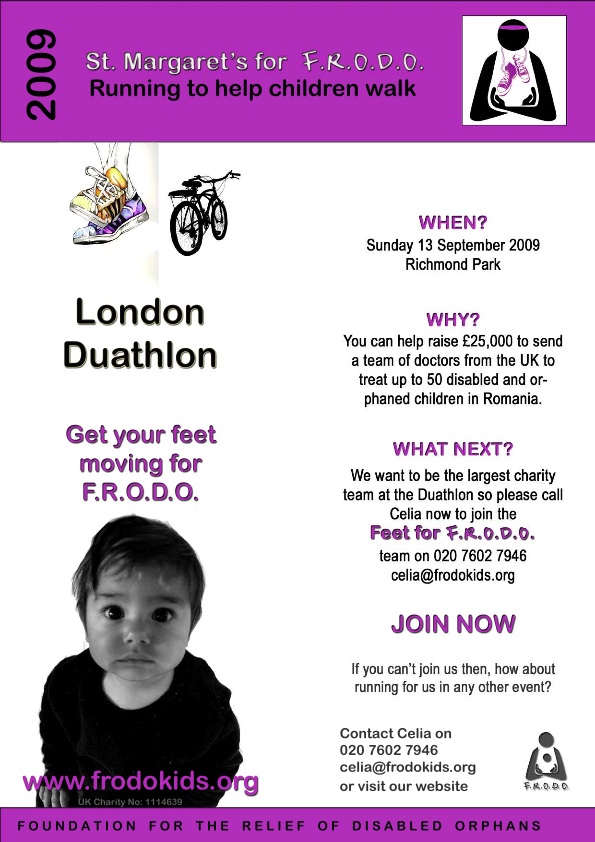 2009
St. Margaret's for F.R.O.D.O.
Running to help children walk
London
Duathlon
Get your feet
moving for
F.R.O.D.O.
www.frodokids.org
UK Charity No: 1114639
WHEN?
Sunday 13 September 2009
Richmond Park
WHY?
You can help raise £25,000 to send
a team of doctors from the UK to
treat up to 50 disabled and or-
phaned children in Romania.
WHAT NEXT?
We want to be the largest charity
team at the Duathlon so please call
Celia now to join the
Feet for F.R.O.D.O.
team on 020 7602 7946
celia@frodokids.org
JOIN NOW
If you can't join us then, how about
running for us in any other event?
Contact Celia on
020 7602 7946
celia@frodokids.org
or visit our website
F.R.O.D.O.
FOUNDATION FOR THE RELIEF OF DISABLED ORPHANS